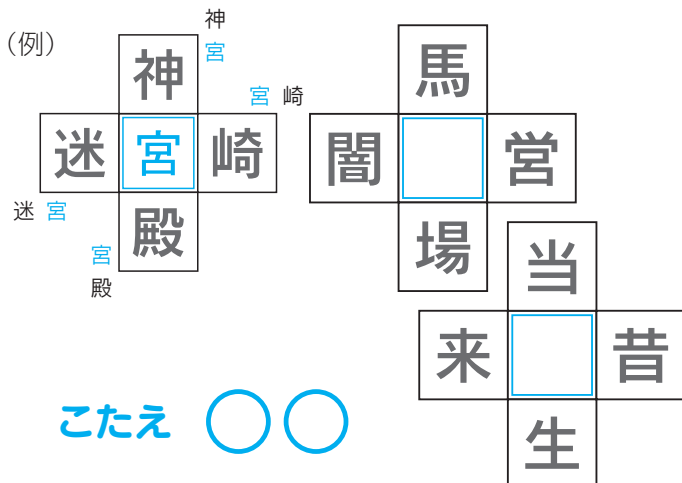 (例)
神
宮
宮 崎
神
迷 宮 崎
殿
迷 宮
宮
殿
馬
闇 営
場
当
来 昔
生
こたえ ○○